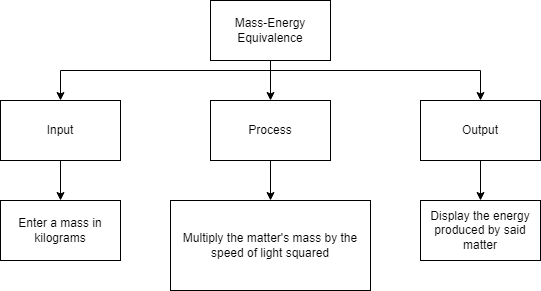 Mass-Energy
Equivalence
Input
Process
Output
Enter a mass in
kilograms
Multiply the matter's mass by the
speed of light squared
Display the energy
produced by said
matter